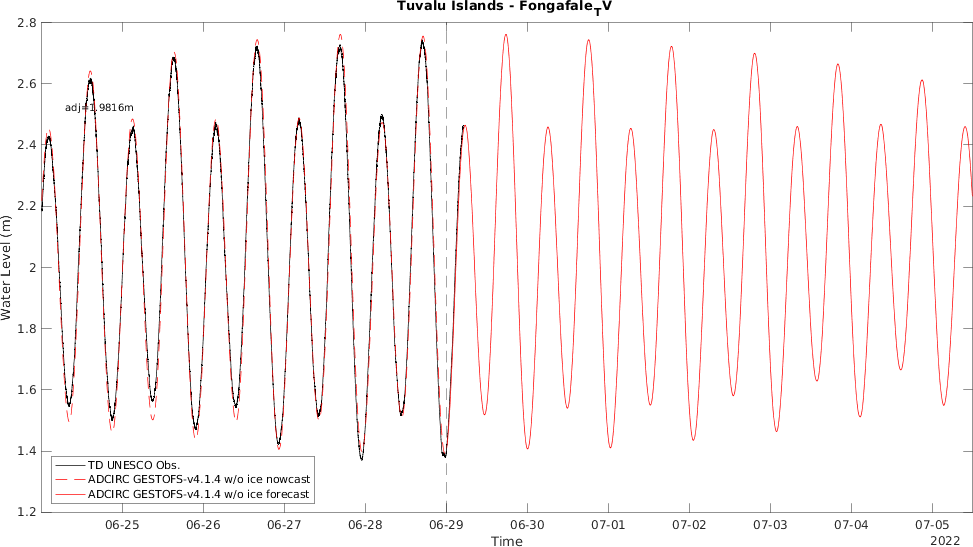 Tuvalu Islands - Fongafale_TV
2.8
2.6
adj=1.9816m
2.4
2.2
2
1.8
1.6
1.4
1.2
Water Level (m)
TD UNESCO Obs.
ADCIRC GESTOFS-v4.1.4 w/o ice nowcast
ADCIRC GESTOFS-v4.1.4 w/o ice forecast
06-25 06-26 06-27 06-28 06-29 06-30 07-01 07-02 07-03 07-04 07-05
Time
2022